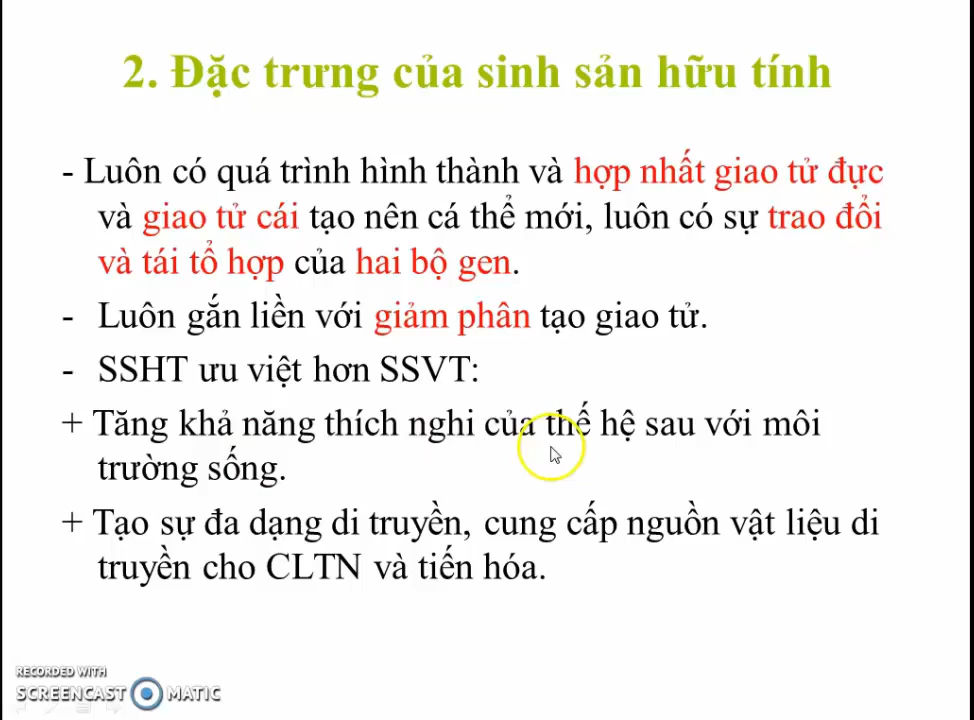 2. Đặc trưng của sinh sản hữu tính
- Luôn có quá trình hình thành và hợp nhất giao tử đực
và giao tử cái tạo nên cá thể mới, luôn có sự trao đổi
và tái tổ hợp của hai bộ gen.
- Luôn gắn liền với giảm phân tạo giao tử.
- SSHT ưu việt hơn SSVT:
+ Tăng khả năng thích nghi của thế hệ sau với môi
trường sống.
+ Tạo sự đa dạng di truyền, cung cấp nguồn vật liệu di
truyền cho CLTN và tiến hóa.
RECORDED WITH
SCREENCAST MATIC